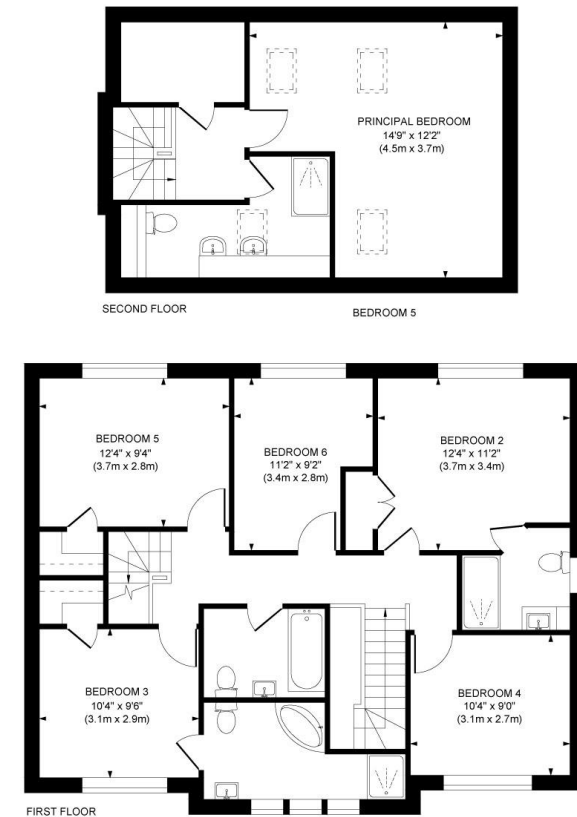 PRINCIPAL BEDROOM
14'9" x 12'2"
(4.5m x 3.7m)
SECOND FLOOR
BEDROOM 5
BEDROOM 5
12'4" x 9'4"
(3.7m x 2.8m)
BEDROOM 6
11'2" x 9'2"
(3.4m x 2.8m)
BEDROOM 2
12'4" x 11'2"
(3.7m x 3.4m)
BEDROOM 3
10'4" x 9'6"
(3.1m x 2.9m)
BEDROOM 4
10'4" x 9'0"
(3.1m x 2.7m)
FIRST FLOOR